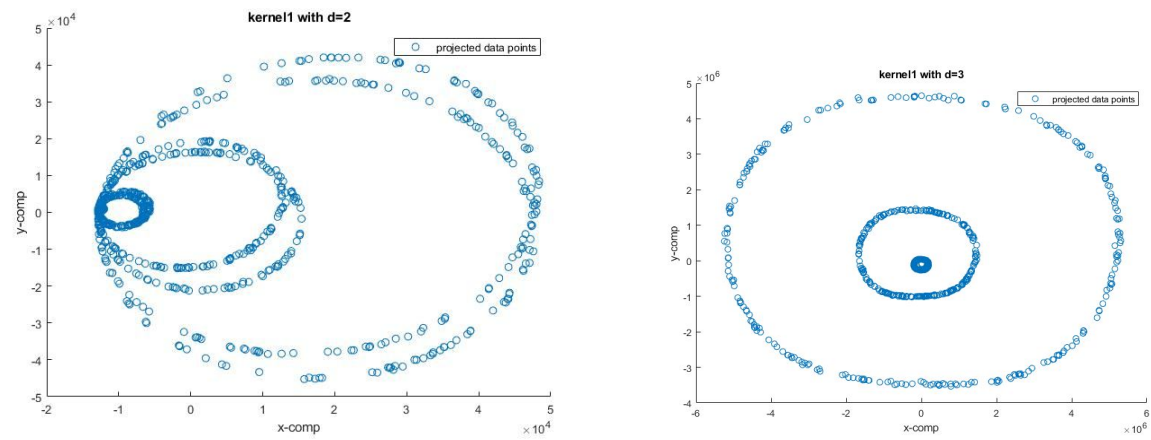 kernel1 with d=2
×10⁴
projected data points
5
4
3
2
1
0
-1
-2
-3
-4
-5
y-comp
-2 -1 0 1 2 3 4 5
x-comp
×10⁴
kernel1 with d=3
×10⁶
projected data points
5
4
3
2
1
0
-1
-2
-3
-4
y-comp
-6 -4 -2 0 2 4 6
x-comp
×10⁶